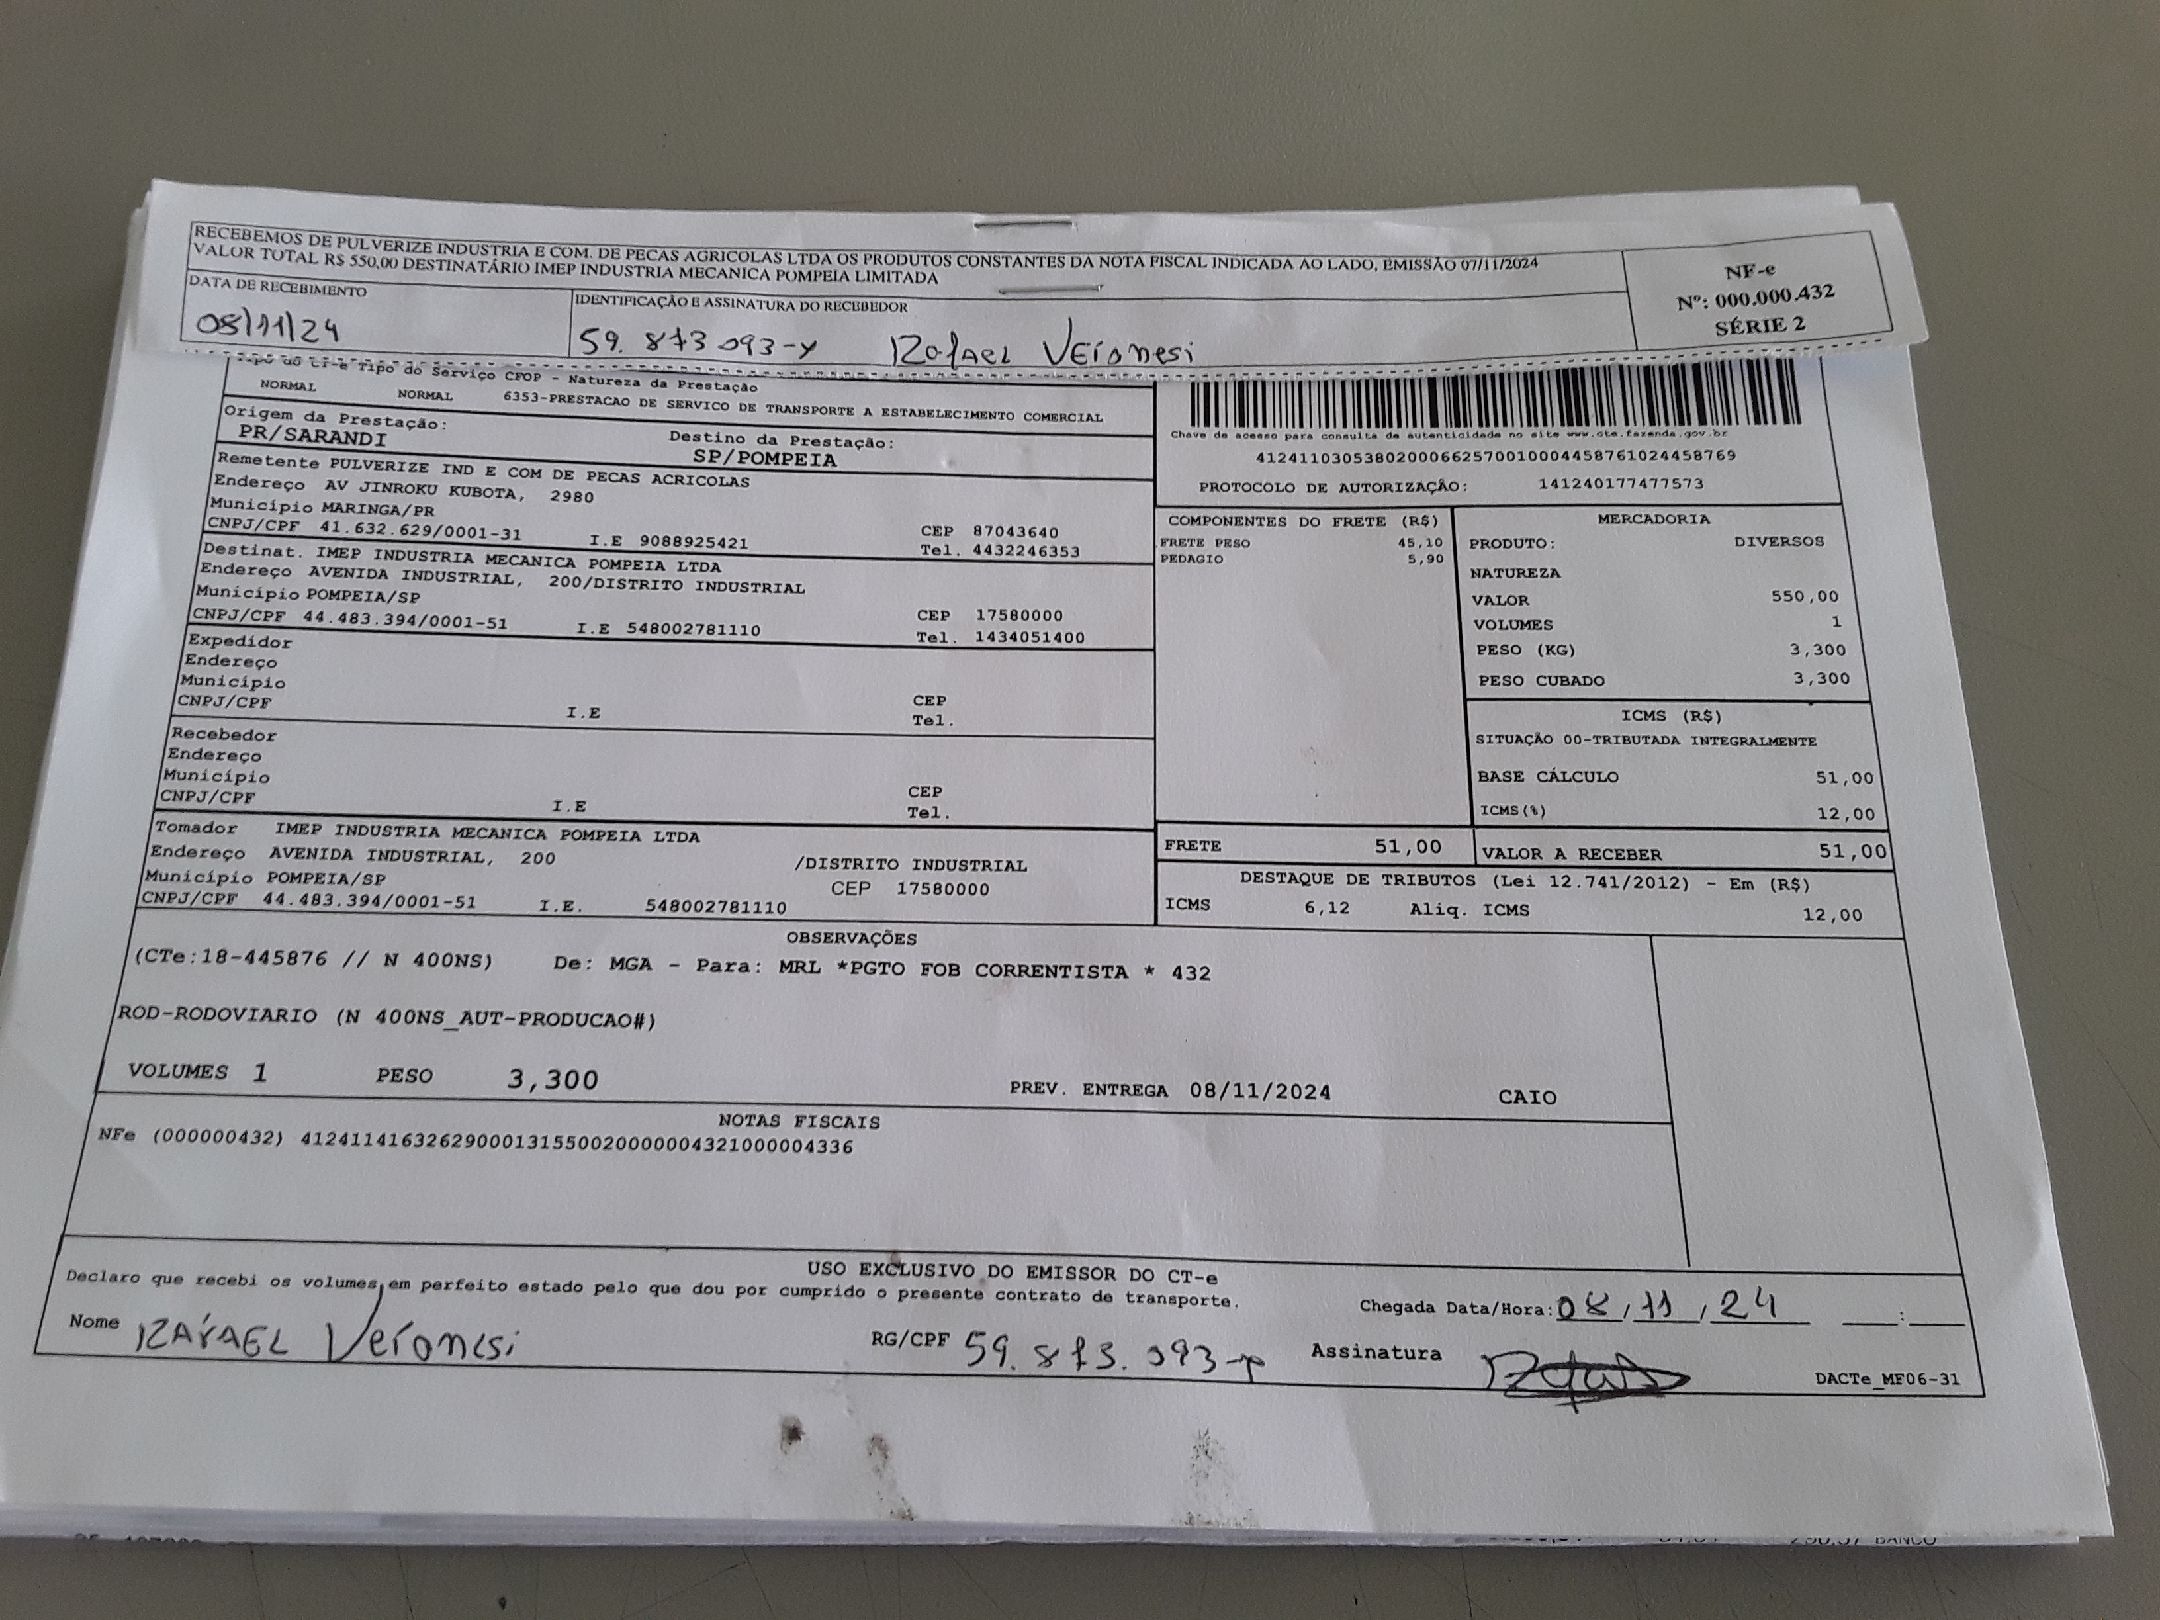 RECEBEMOS DE PULVERIZE INDUSTRIA E COM. DE PECAS AGRICOLAS LTDA OS PRODUTOS CONSTANTES DA NOTA FISCAL INDICADA AO LADO, EMISSÃO 07/11/2024
VALOR TOTAL R$ 550,00 DESTINATÁRIO IMEP INDUSTRIA MECANICA POMPEIA LIMITADA
DATA DE RECEBIMENTO
08/11/24
IDENTIFICAÇÃO E ASSINATURA DO RECEBEDOR
59.873.093-y Rafael Veronesi
NF-e
Nº: 000.000.432
SÉRIE 2
Tipo do CT-e Tipo do Serviço CFOP - Natureza da Prestação
NORMAL NORMAL 6353-PRESTACAO DE SERVICO DE TRANSPORTE A ESTABELECIMENTO COMERCIAL
Origem da Prestação: Destino da Prestação:
PR/SARANDI SP/POMPEIA
Remetente PULVERIZE IND E COM DE PECAS ACRICOLAS
Endereço AV JINROKU KUBOTA, 2980
Município MARINGA/PR CEP 87043640
CNPJ/CPF 41.632.629/0001-31 I.E 9088925421 Tel. 4432246353
Destinat. IMEP INDUSTRIA MECANICA POMPEIA LTDA
Endereço AVENIDA INDUSTRIAL, 200/DISTRITO INDUSTRIAL
Município POMPEIA/SP CEP 17580000
CNPJ/CPF 44.483.394/0001-51 I.E 548002781110 Tel. 1434051400
Expedidor
Endereço
Município CEP
CNPJ/CPF I.E Tel.
Recebedor
Endereço
Município CEP
CNPJ/CPF I.E Tel.
Tomador IMEP INDUSTRIA MECANICA POMPEIA LTDA
Endereço AVENIDA INDUSTRIAL, 200 /DISTRITO INDUSTRIAL
Município POMPEIA/SP CEP 17580000
CNPJ/CPF 44.483.394/0001-51 I.E. 548002781110
Chave de acesso para consulta de autenticidade no site www.cte.fazenda.gov.br
41241103053802000662570010004458761024458769
PROTOCOLO DE AUTORIZAÇÃO: 141240177477573
COMPONENTES DO FRETE (R$)
FRETE PESO 45,10
PEDAGIO 5,90
MERCADORIA
PRODUTO: DIVERSOS
NATUREZA
VALOR 550,00
VOLUMES 1
PESO (KG) 3,300
PESO CUBADO 3,300
ICMS (R$)
SITUAÇÃO 00-TRIBUTADA INTEGRALMENTE
BASE CÁLCULO 51,00
ICMS(%) 12,00
FRETE 51,00 VALOR A RECEBER 51,00
DESTAQUE DE TRIBUTOS (Lei 12.741/2012) - Em (R$)
ICMS 6,12 Aliq. ICMS 12,00
OBSERVAÇÕES
(CTe:18-445876 // N 400NS) De: MGA - Para: MRL *PGTO FOB CORRENTISTA * 432
ROD-RODOVIARIO (N 400NS_AUT-PRODUCAO#)
VOLUMES 1 PESO 3,300 PREV. ENTREGA 08/11/2024 CAIO
NOTAS FISCAIS
NFe (000000432) 41241141632629000131550020000004321000004336
USO EXCLUSIVO DO EMISSOR DO CT-e
Declaro que recebi os volumes em perfeito estado pelo que dou por cumprido o presente contrato de transporte.
Chegada Data/Hora: 08/11/24 __:__
Nome Rafael Veronesi RG/CPF 59.873.093-y Assinatura
DACTe_MF06-31